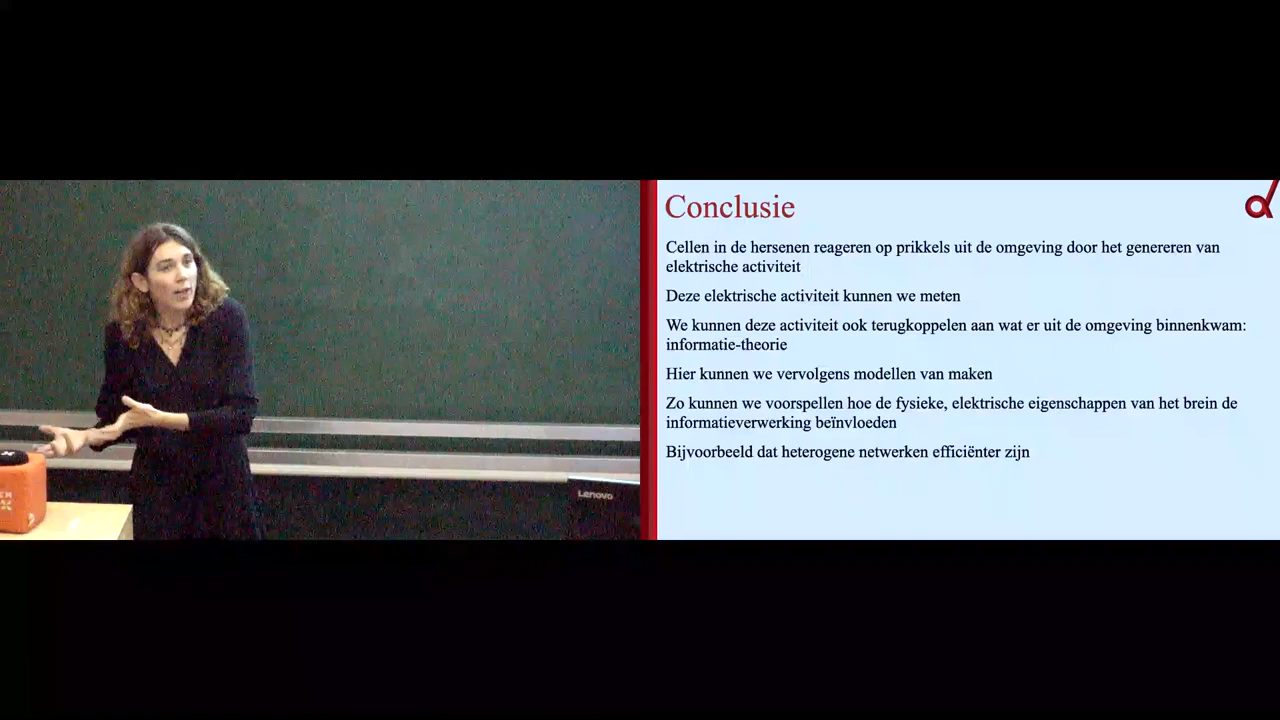 Conclusie
Cellen in de hersenen reageren op prikkels uit de omgeving door het genereren van
elektrische activiteit
Deze elektrische activiteit kunnen we meten
We kunnen deze activiteit ook terugkoppelen aan wat er uit de omgeving binnenkwam:
informatie-theorie
Hier kunnen we vervolgens modellen van maken
Zo kunnen we voorspellen hoe de fysieke, elektrische eigenschappen van het brein de
informatieverwerking beïnvloeden
Bijvoorbeeld dat heterogene netwerken efficiënter zijn
Lenovo